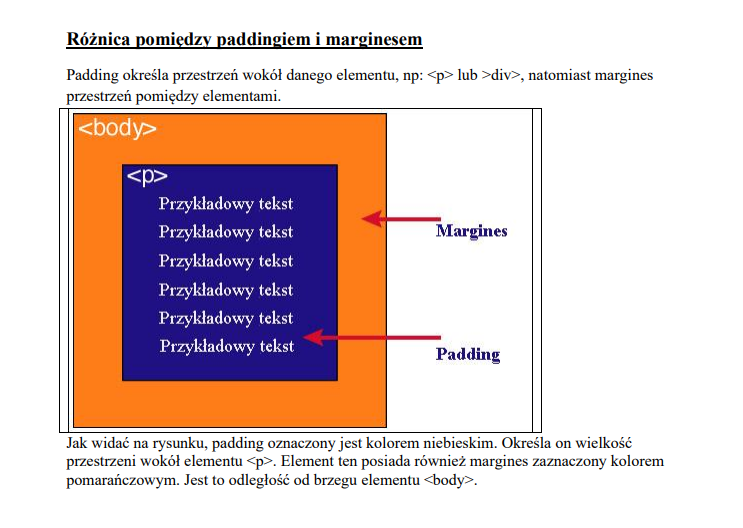 Różnica pomiędzy paddingiem i marginesem
Padding określa przestrzeń wokół danego elementu, np: <p> lub >div>, natomiast margines
przestrzeń pomiędzy elementami.
<body>
<p>
Przykładowy tekst
Przykładowy tekst
Margines
Przykładowy tekst
Przykładowy tekst
Przykładowy tekst
Przykładowy tekst
Padding
Jak widać na rysunku, padding oznaczony jest kolorem niebieskim. Określa on wielkość
przestrzeni wokół elementu <p>. Element ten posiada również margines zaznaczony kolorem
pomarańczowym. Jest to odległość od brzegu elementu <body>.